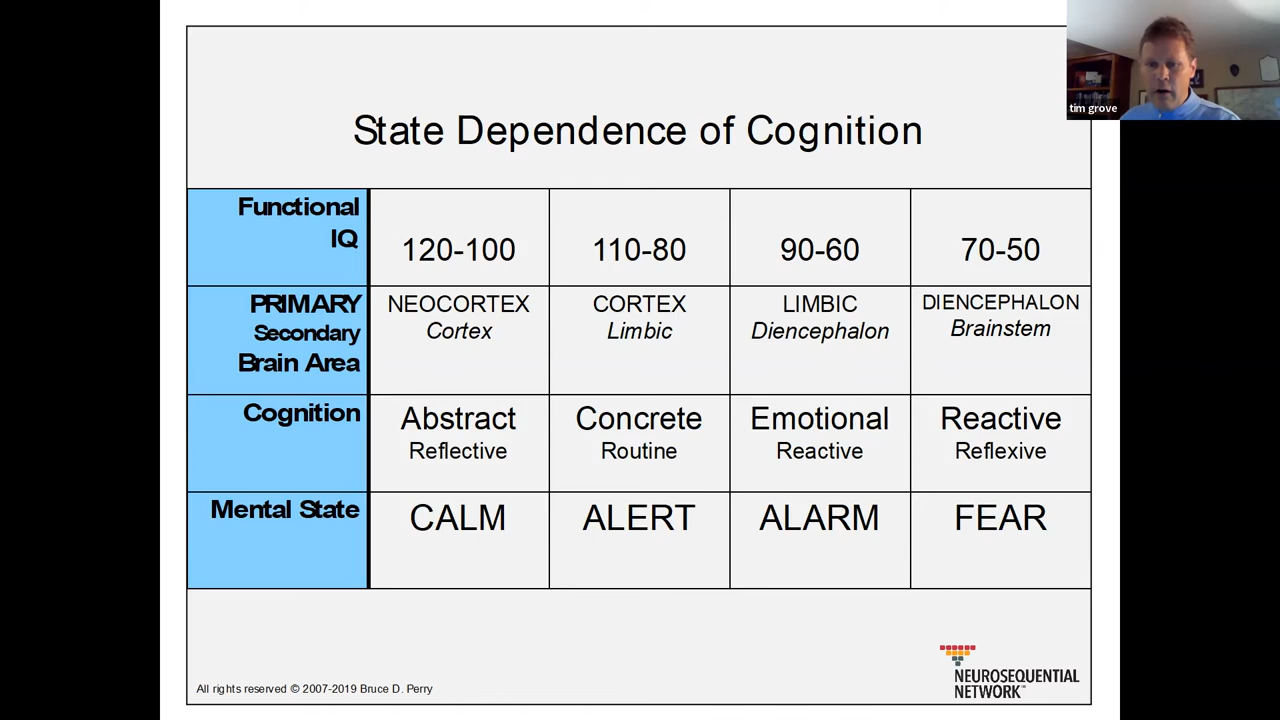 tim grove
State Dependence of Cognition
Functional IQ
120-100
110-80
90-60
70-50
PRIMARY
Secondary
Brain Area
NEOCORTEX
Cortex
CORTEX
Limbic
LIMBIC
Diencephalon
DIENCEPHALON
Brainstem
Cognition
Abstract
Reflective
Concrete
Routine
Emotional
Reactive
Reactive
Reflexive
Mental State
CALM
ALERT
ALARM
FEAR
All rights reserved © 2007-2019 Bruce D. Perry
NEUROSEQUENTIAL
NETWORK™